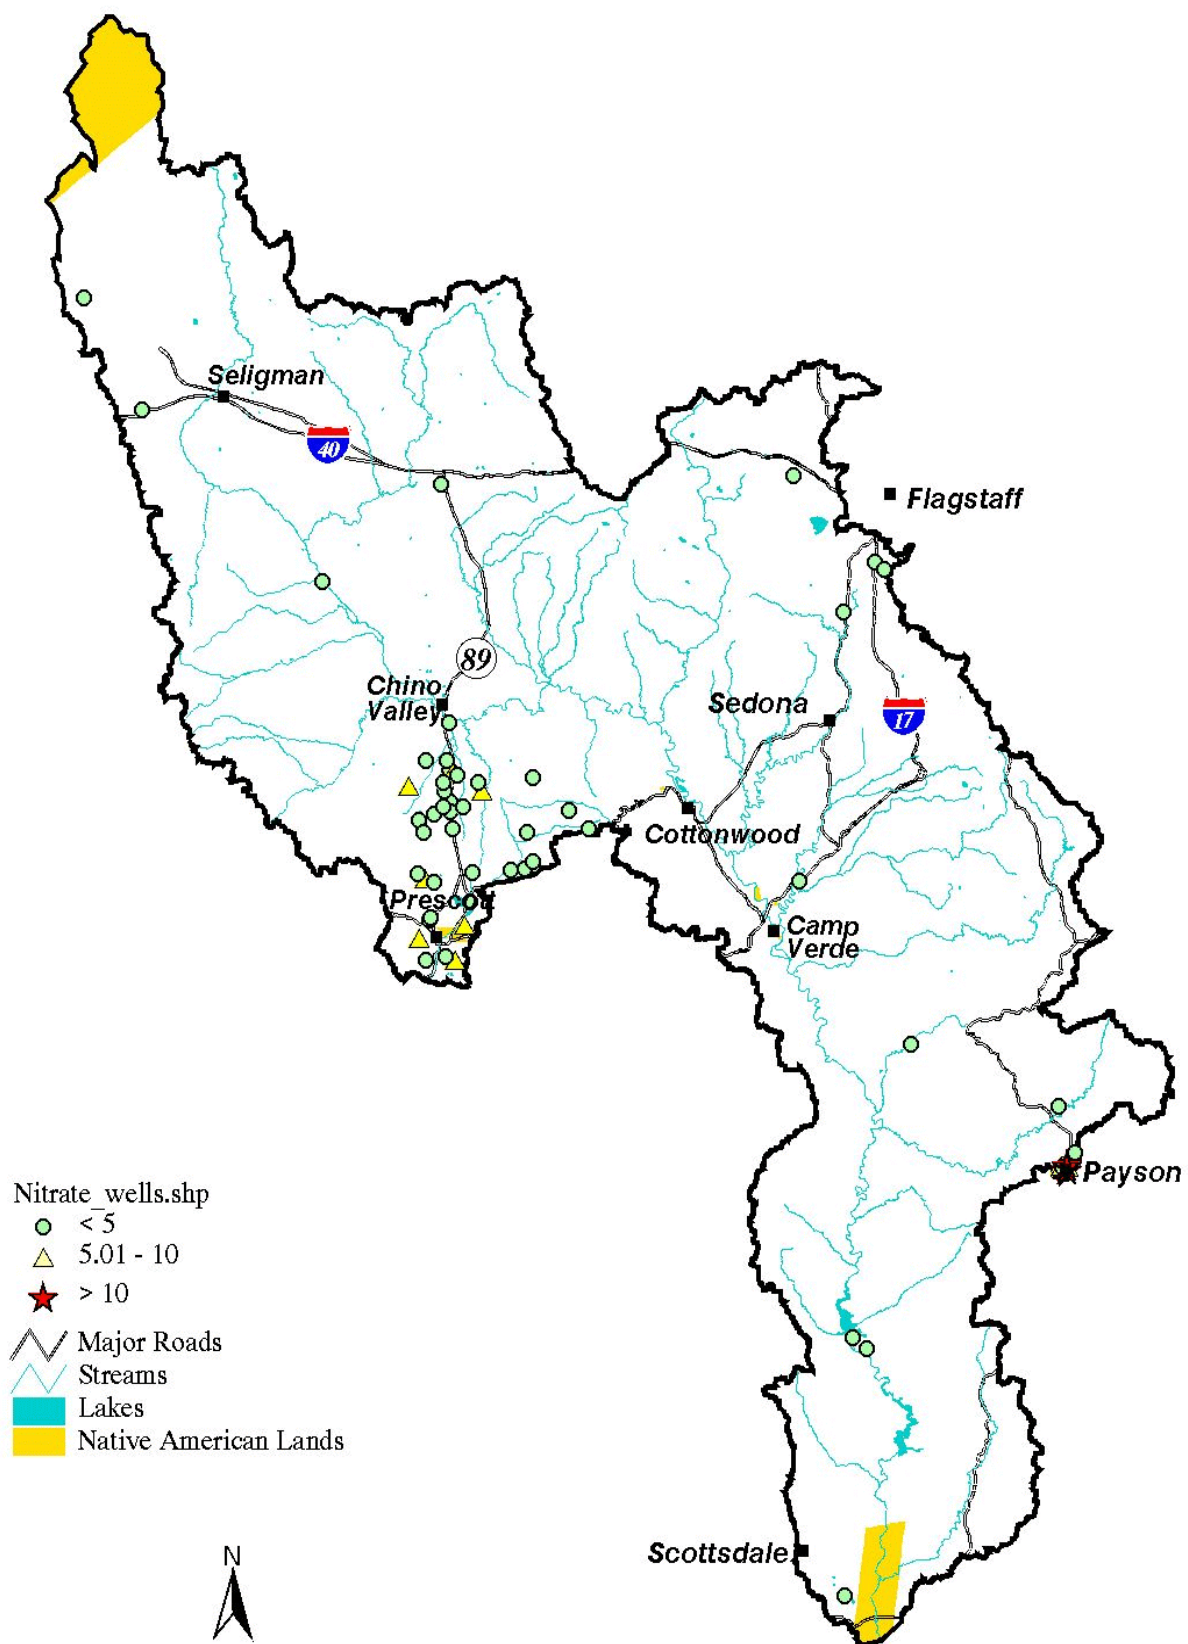 Seligman
40
Flagstaff
89
Chino
Valley
Sedona
17
Cottonwood
Prescott
Camp
Verde
Payson
Nitrate_wells.shp
< 5
5.01 - 10
> 10
Major Roads
Streams
Lakes
Native American Lands
Scottsdale
N